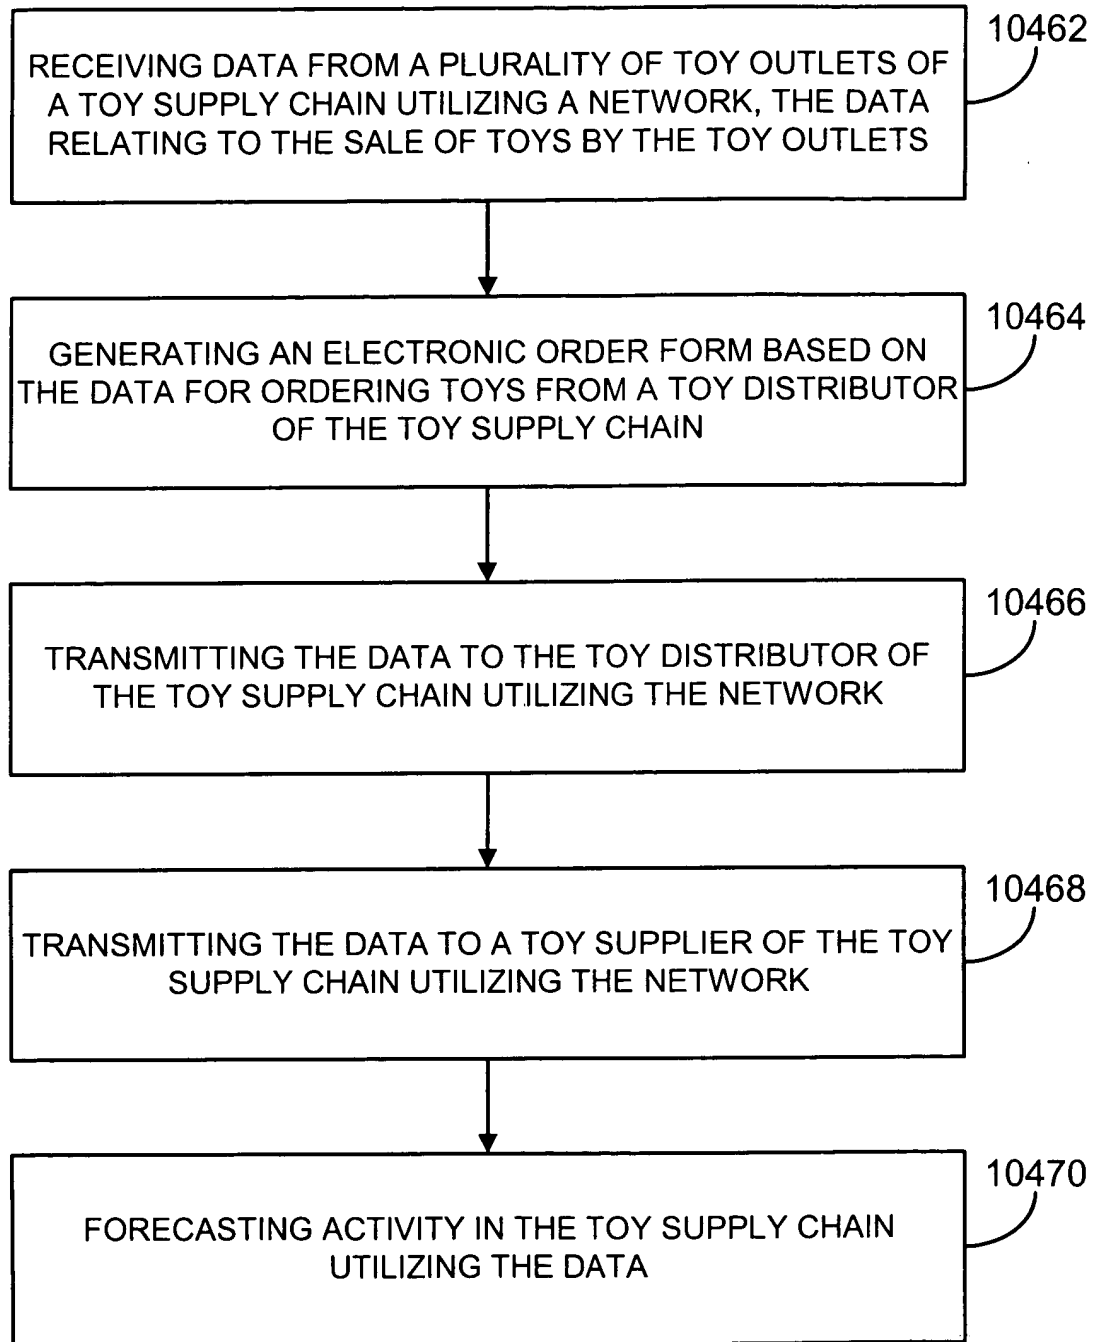 10462
RECEIVING DATA FROM A PLURALITY OF TOY OUTLETS OF
A TOY SUPPLY CHAIN UTILIZING A NETWORK, THE DATA
RELATING TO THE SALE OF TOYS BY THE TOY OUTLETS
10464
GENERATING AN ELECTRONIC ORDER FORM BASED ON
THE DATA FOR ORDERING TOYS FROM A TOY DISTRIBUTOR
OF THE TOY SUPPLY CHAIN
10466
TRANSMITTING THE DATA TO THE TOY DISTRIBUTOR OF
THE TOY SUPPLY CHAIN UTILIZING THE NETWORK
10468
TRANSMITTING THE DATA TO A TOY SUPPLIER OF THE TOY
SUPPLY CHAIN UTILIZING THE NETWORK
10470
FORECASTING ACTIVITY IN THE TOY SUPPLY CHAIN
UTILIZING THE DATA